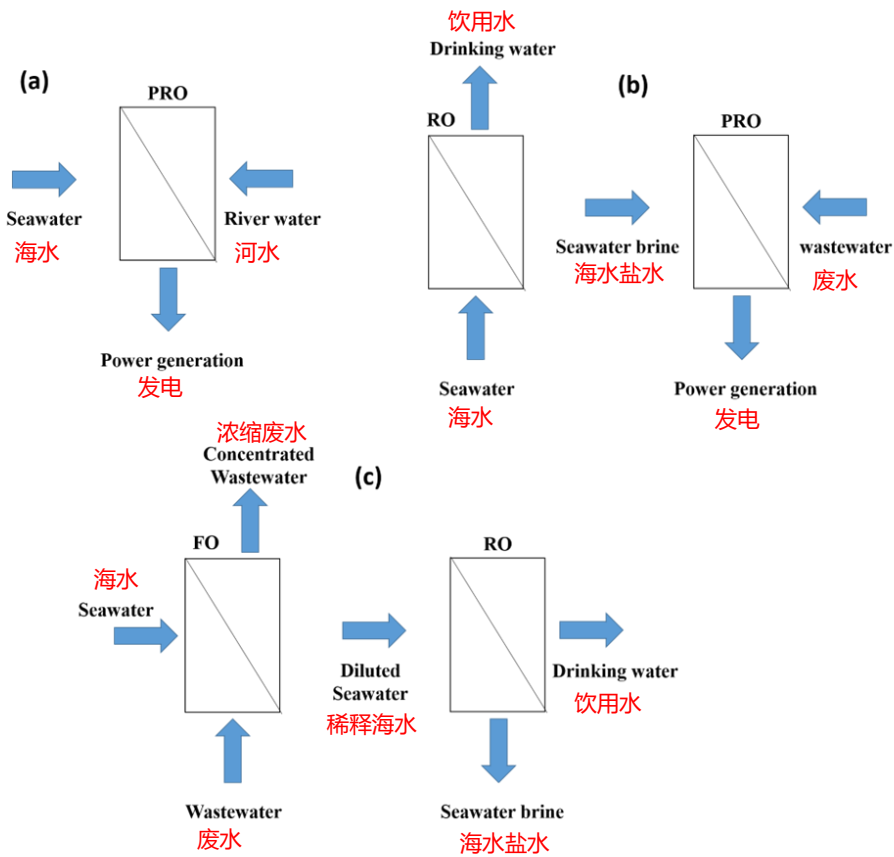 (a)
PRO
Seawater
海水
River water
河水
Power generation
发电
饮用水
Drinking water
(b)
RO
PRO
Seawater brine
海水盐水
wastewater
废水
Seawater
海水
Power generation
发电
浓缩废水
Concentrated
Wastewater
(c)
FO
RO
海水
Seawater
Diluted
Seawater
稀释海水
Drinking water
饮用水
Wastewater
废水
Seawater brine
海水盐水